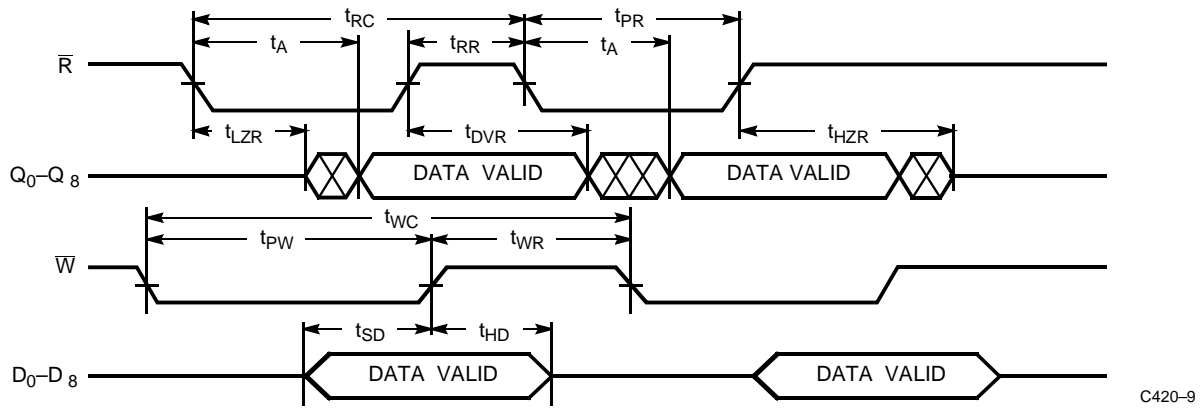 tRC tPR
tA tRR tA
R̅
tLZR tDVR tHZR
Q0–Q8 DATA VALID DATA VALID
tWC
tPW tWR
W̅
tSD tHD
D0–D8 DATA VALID DATA VALID
C420–9